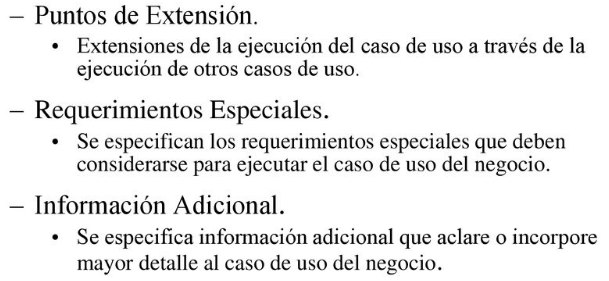 – Puntos de Extensión.
• Extensiones de la ejecución del caso de uso a través de la
ejecución de otros casos de uso.
– Requerimientos Especiales.
• Se especifican los requerimientos especiales que deben
considerarse para ejecutar el caso de uso del negocio.
– Información Adicional.
• Se especifica información adicional que aclare o incorpore
mayor detalle al caso de uso del negocio.